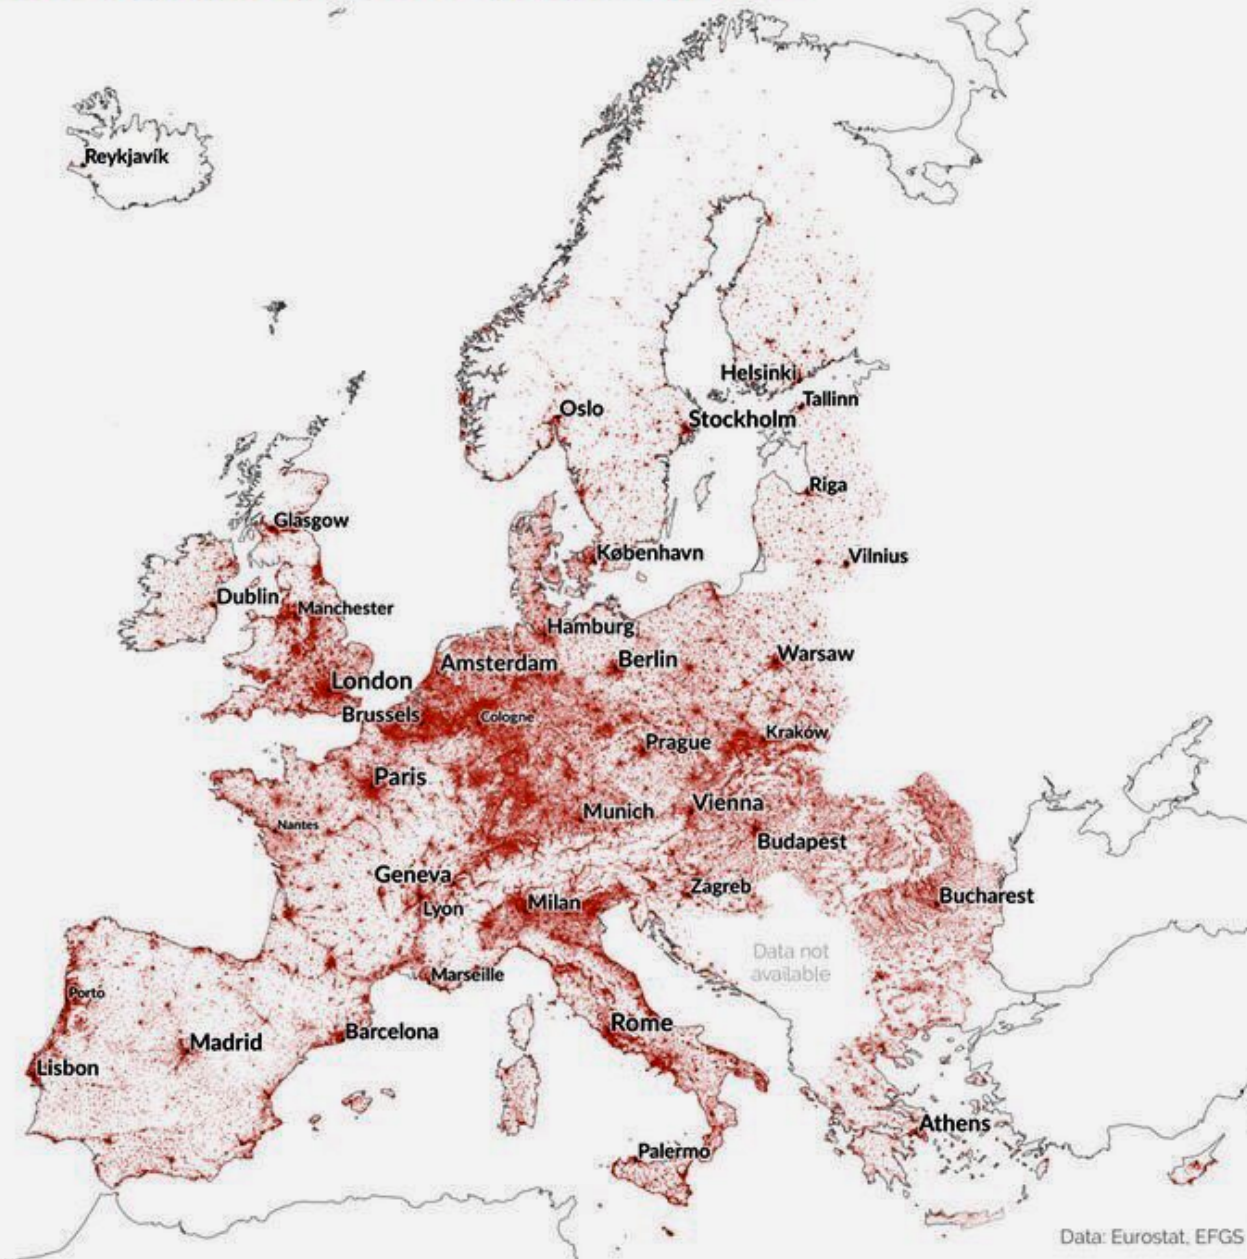 Reykjavík
Helsinki
Tallinn
Oslo
Stockholm
Riga
Glasgow
København
Vilnius
Dublin
Manchester
Hamburg
Amsterdam
Berlin
Warsaw
London
Brussels
Cologne
Kraków
Prague
Paris
Vienna
Munich
Nantes
Budapest
Geneva
Zagreb
Bucharest
Milan
Lyon
Data not
available
Marseille
Porto
Rome
Barcelona
Madrid
Lisbon
Athens
Palermo
Data: Eurostat, EFGS